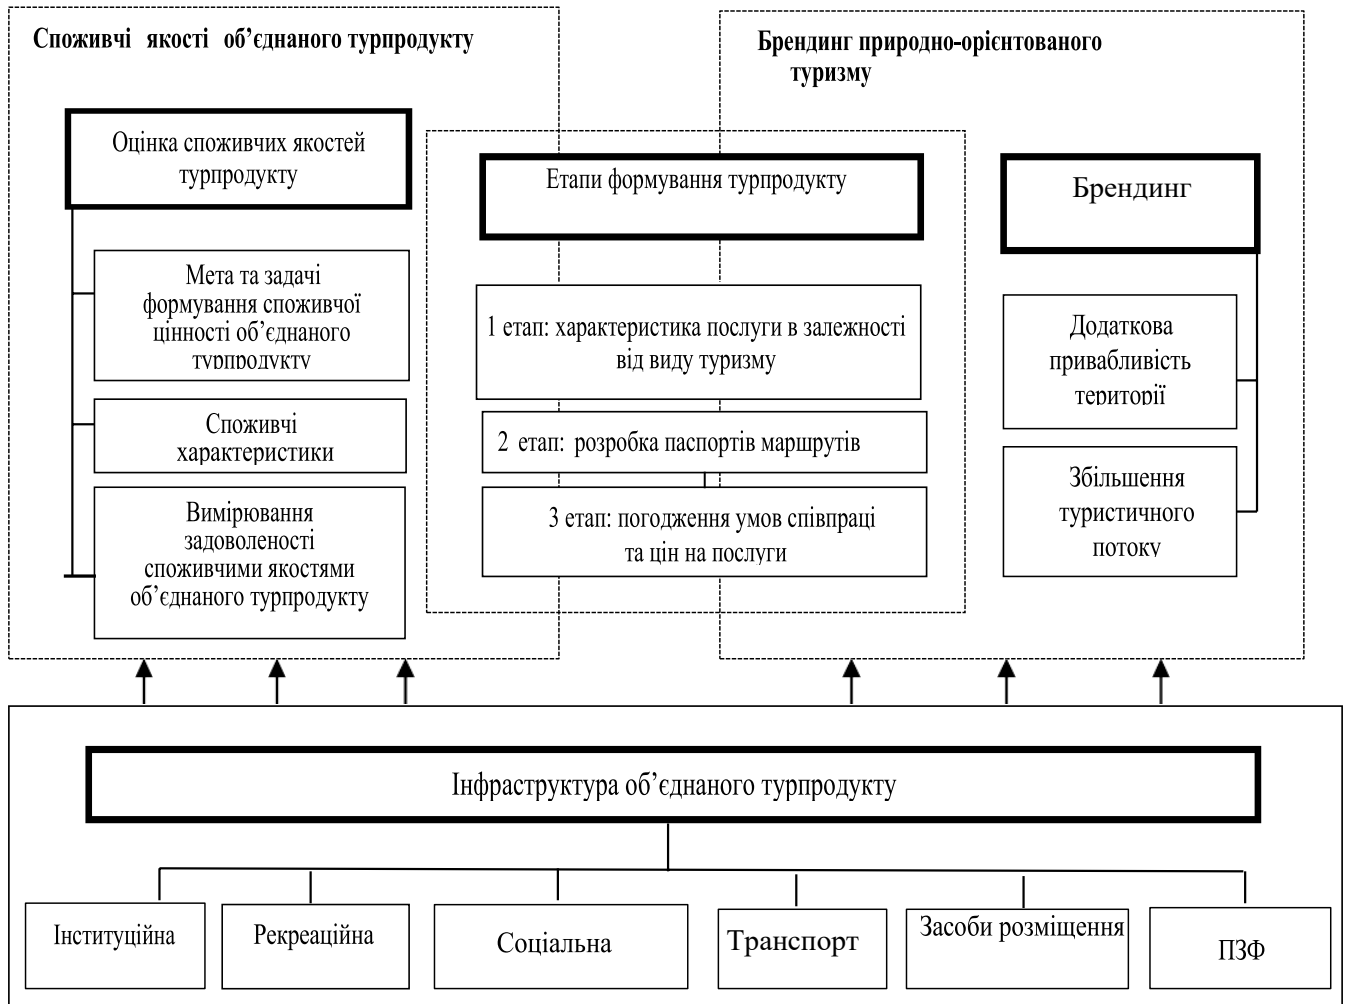 Споживчі якості об’єднаного турпродукту
Брендинг природно-орієнтованого
туризму
Оцінка споживчих якостей
турпродукту
Мета та задачі
формування споживчої
цінності об’єднаного
турпродукту
Споживчі
характеристики
Вимірювання
задоволеності
споживчими якостями
об’єднаного турпродукту
Етапи формування турпродукту
1 етап: характеристика послуги в залежності
від виду туризму
2 етап: розробка паспортів маршрутів
3 етап: погодження умов співпраці
та цін на послуги
Брендинг
Додаткова
привабливість
території
Збільшення
туристичного
потоку
Інфраструктура об’єднаного турпродукту
Інституційна
Рекреаційна
Соціальна
Транспорт
Засоби розміщення
ПЗФ